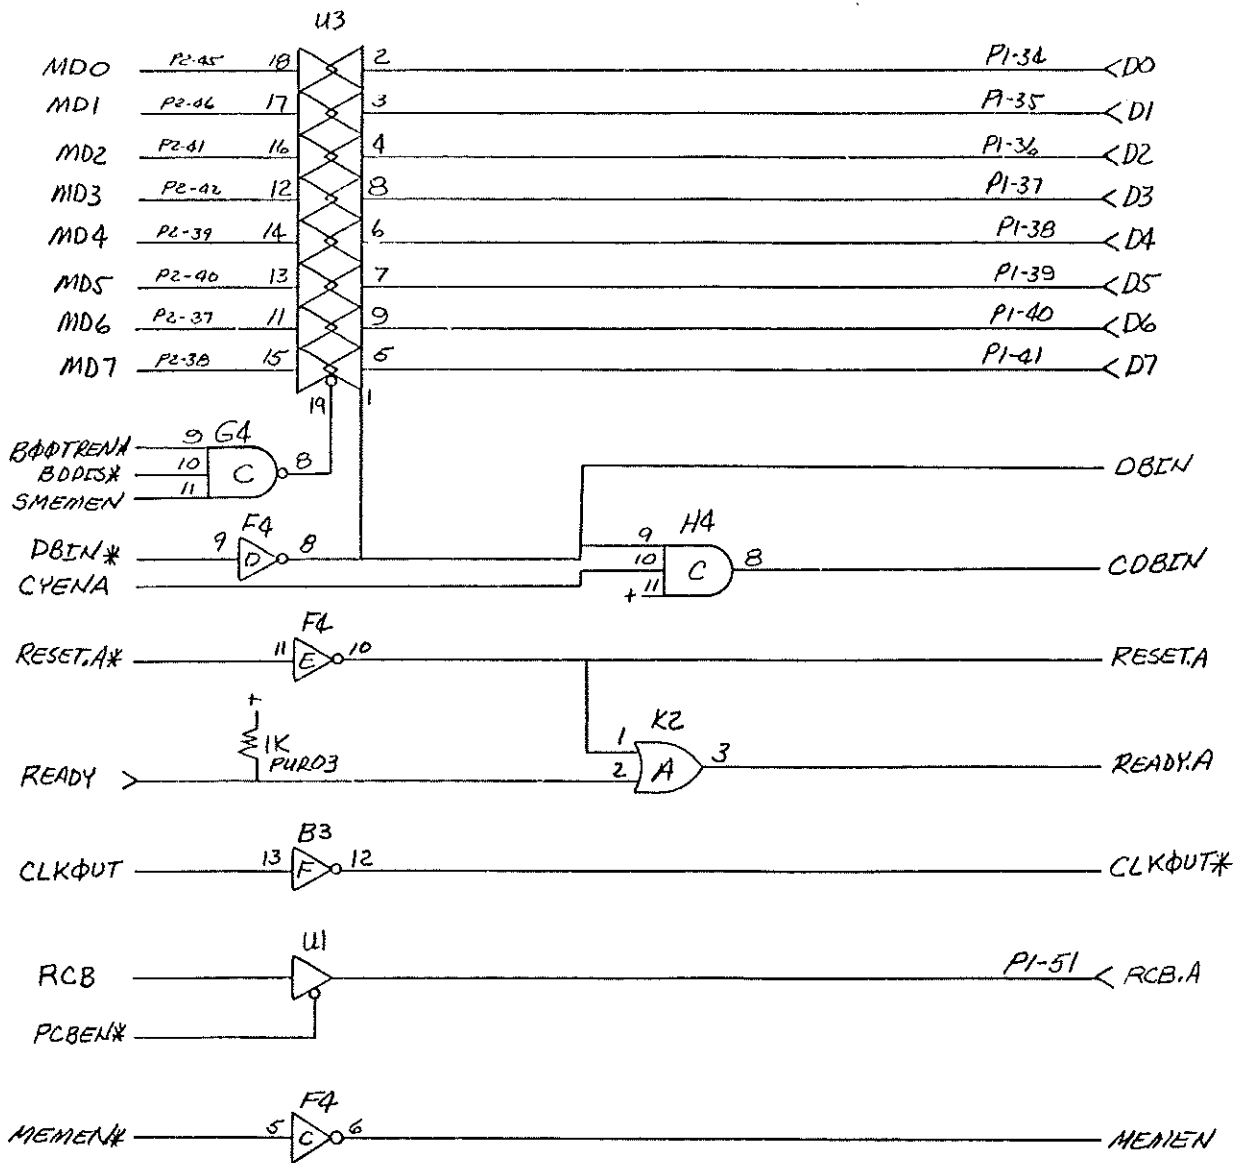 U3
MD0 P2-45 18 2 P1-34 D0
MD1 P2-46 17 3 P1-35 D1
MD2 P2-41 16 4 P1-36 D2
MD3 P2-42 12 8 P1-37 D3
MD4 P2-39 14 6 P1-38 D4
MD5 P2-40 13 7 P1-39 D5
MD6 P2-37 11 9 P1-40 D6
MD7 P2-38 15 5 P1-41 D7
19 1
BØØTREN* 9 G4
BDDIS* 10 C 8 DBIN
SMEMEN 11
F4 H4
DBIN* 9 D 8 9
CYENA 10 C 8 CDBIN
+ 11
F4
RESET.A* 11 E 10 RESET.A
+
1K
PUR03
K2
1
READY 2 A 3 READY.A
B3
CLKØUT 13 F 12 CLKØUT*
U1
RCB P1-51 RCB.A
PCBEN*
F4
MEMEN* 5 C 6 MEMEN